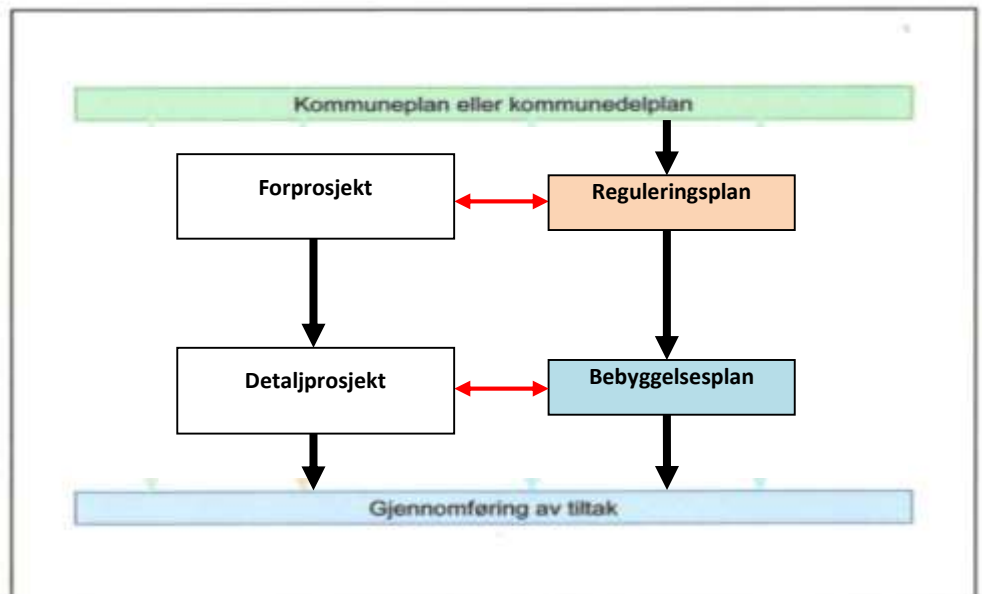 Kommuneplan eller kommunedelplan
Forprosjekt
Reguleringsplan
Detaljprosjekt
Bebyggelsesplan
Gjennomføring av tiltak